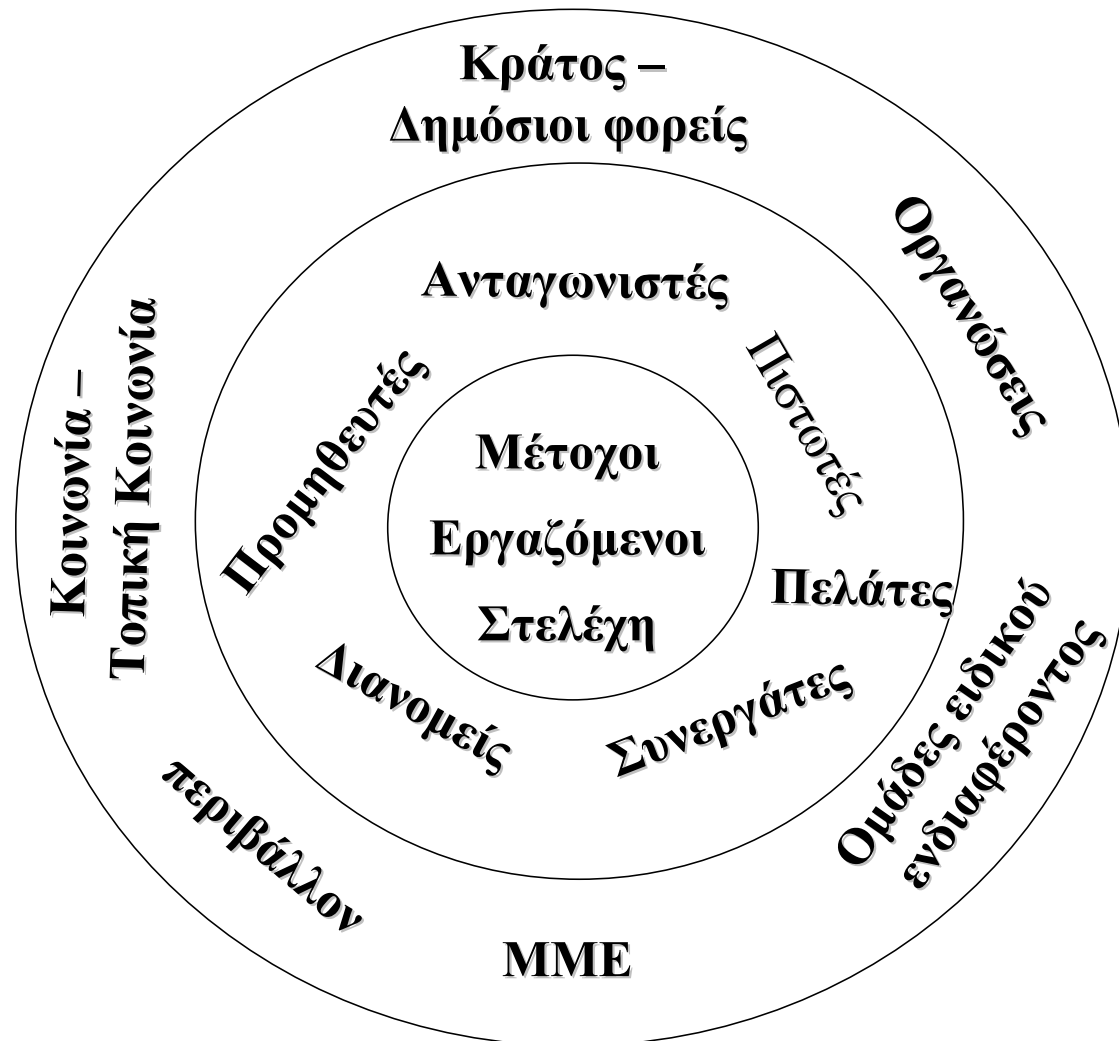 Κράτος –
Δημόσιοι φορείς
Οργανώσεις
Ανταγωνιστές
Πιστωτές
Προμηθευτές
Κοινωνία –
Τοπική Κοινωνία
Μέτοχοι
Εργαζόμενοι
Στελέχη
Πελάτες
Διανομείς
Συνεργάτες
Ομάδες ειδικού
ενδιαφέροντος
περιβάλλον
ΜΜΕ